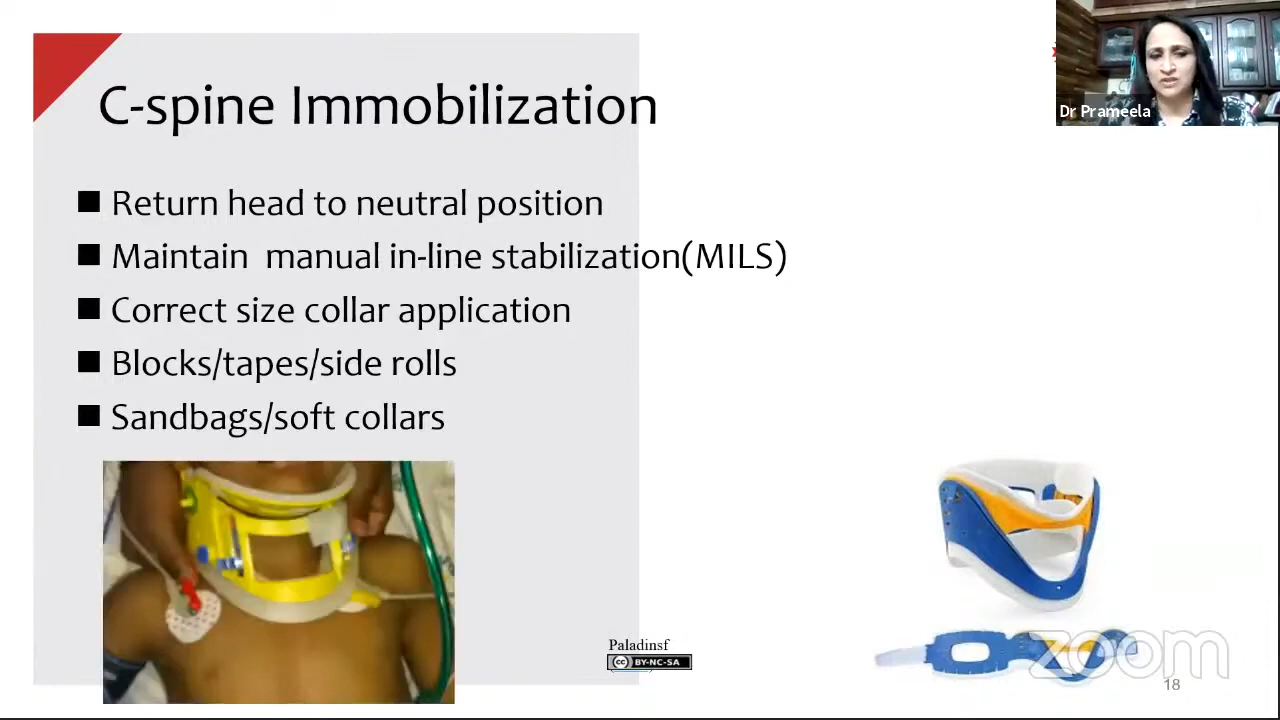 Dr Prameela
C-spine Immobilization
Return head to neutral position
Maintain  manual in-line stabilization(MILS)
Correct size collar application
Blocks/tapes/side rolls
Sandbags/soft collars
Paladinsf
cc BY-NC-SA
zoom
18